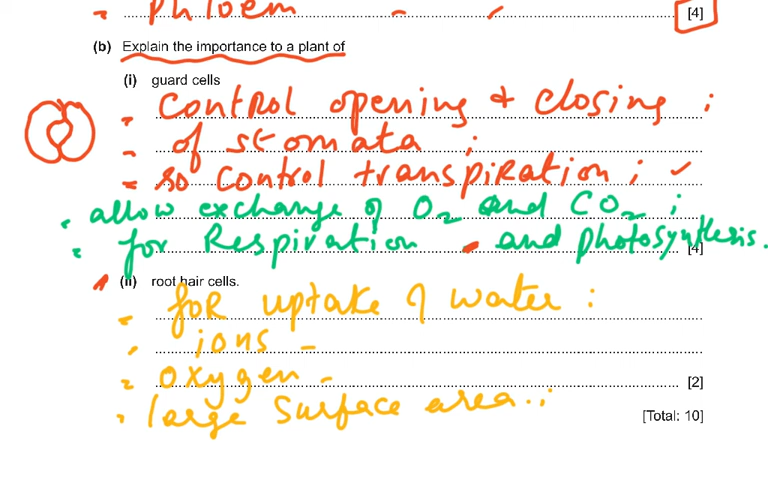 - Phloem - - [4]
(b) Explain the importance to a plant of
(i) guard cells
- control opening & closing ;
- of stomata ;
- so control transpiration ; ✓
- allow exchange of O2 and CO2 ;
- for Respiration and photosynthesis. [4]
(ii) root hair cells.
- for uptake of water :
- ions -
- oxygen - [2]
- large surface area . ;
[Total: 10]